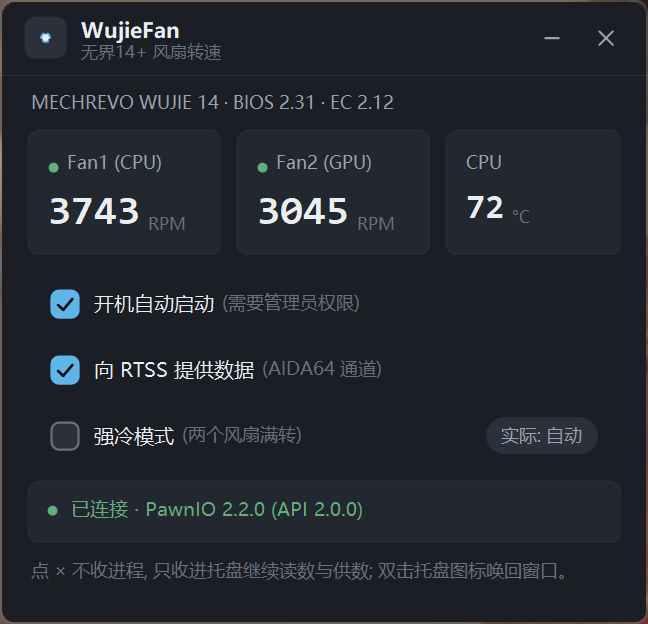 WujieFan
无界14+ 风扇转速
MECHREVO WUJIE 14 · BIOS 2.31 · EC 2.12
Fan1 (CPU)
3743 RPM
Fan2 (GPU)
3045 RPM
CPU
72 °C
开机自动启动 (需要管理员权限)
向 RTSS 提供数据 (AIDA64 通道)
强冷模式 (两个风扇满转)
实际: 自动
已连接 · PawnIO 2.2.0 (API 2.0.0)
点 × 不收进程, 只收进托盘继续读数与供数; 双击托盘图标唤回窗口。